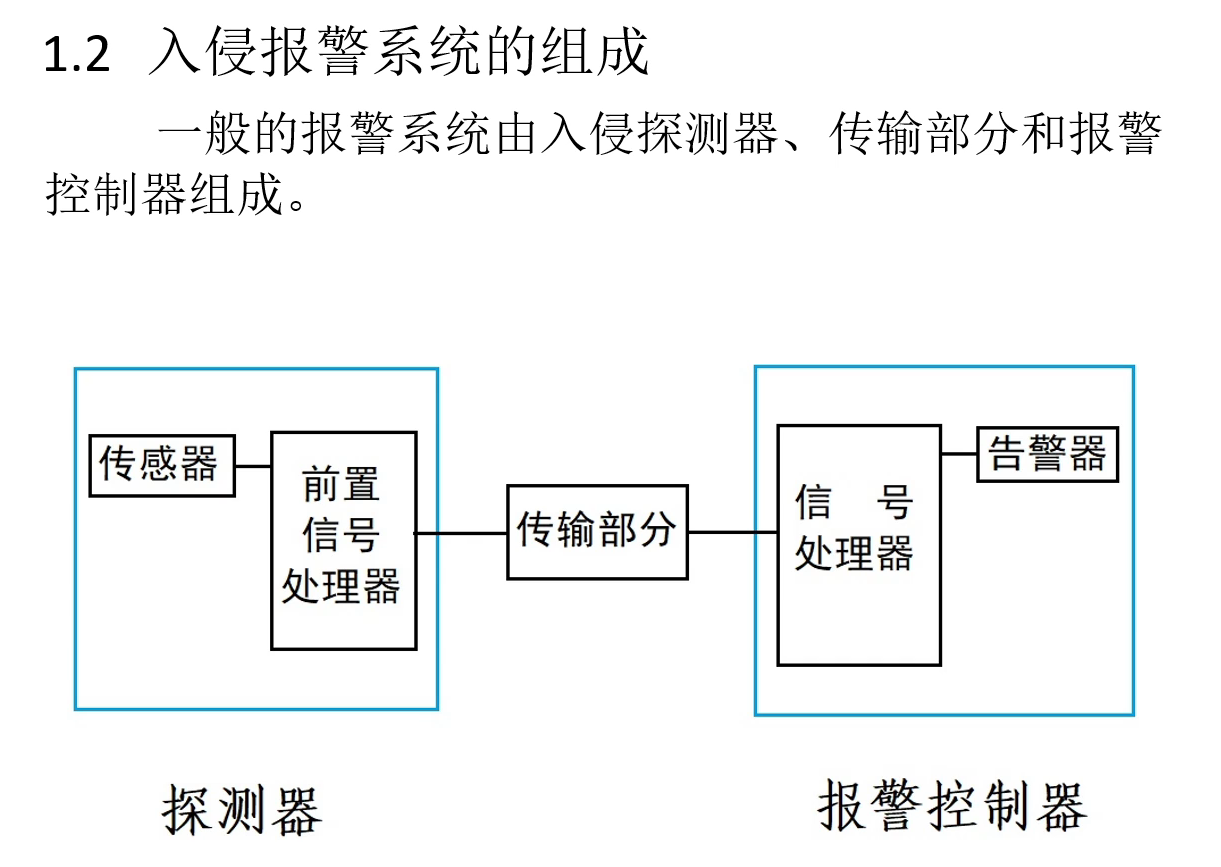 1.2 入侵报警系统的组成
一般的报警系统由入侵探测器、传输部分和报警
控制器组成。
传感器
前置
信号
处理器
传输部分
信 号
处理器
告警器
探测器
报警控制器